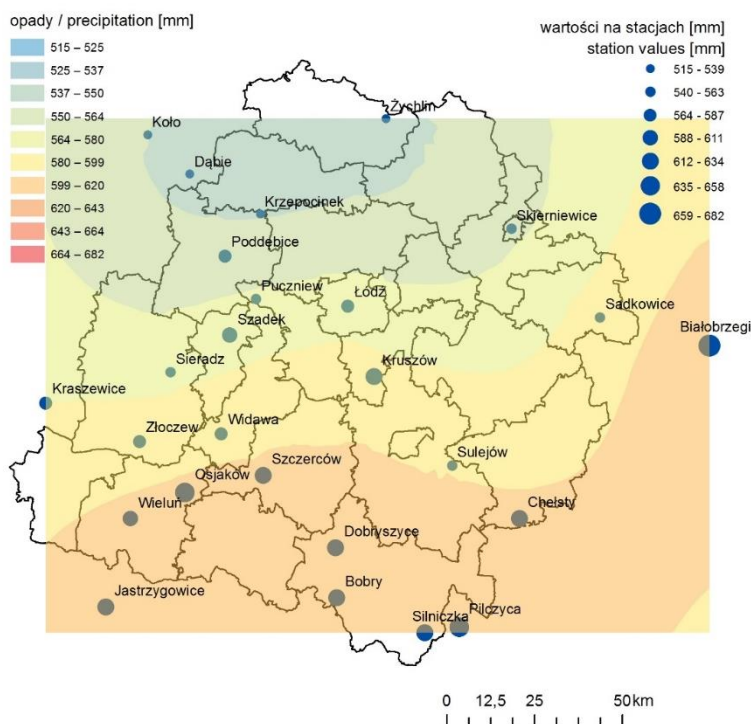 opady / precipitation [mm]
515 – 525
525 – 537
537 – 550
550 – 564
564 – 580
580 – 599
599 – 620
620 – 643
643 – 664
664 – 682
wartości na stacjach [mm]
station values [mm]
515 - 539
540 - 563
564 - 587
588 - 611
612 - 634
635 - 658
659 - 682
Żychlin
Koło
Dąbie
Krzepocinek
Skierniewice
Poddębice
Puczniew
Łódź
Sadkowice
Szadek
Białobrzegi
Sieradz
Kruszów
Kraszewice
Złoczew
Widawa
Sulejów
Szczerców
Osjaków
Wieluń
Chełsty
Dobryszyce
Bobry
Jastrzygowice
Silniczka
Pilczyca
0 12,5 25 50 km